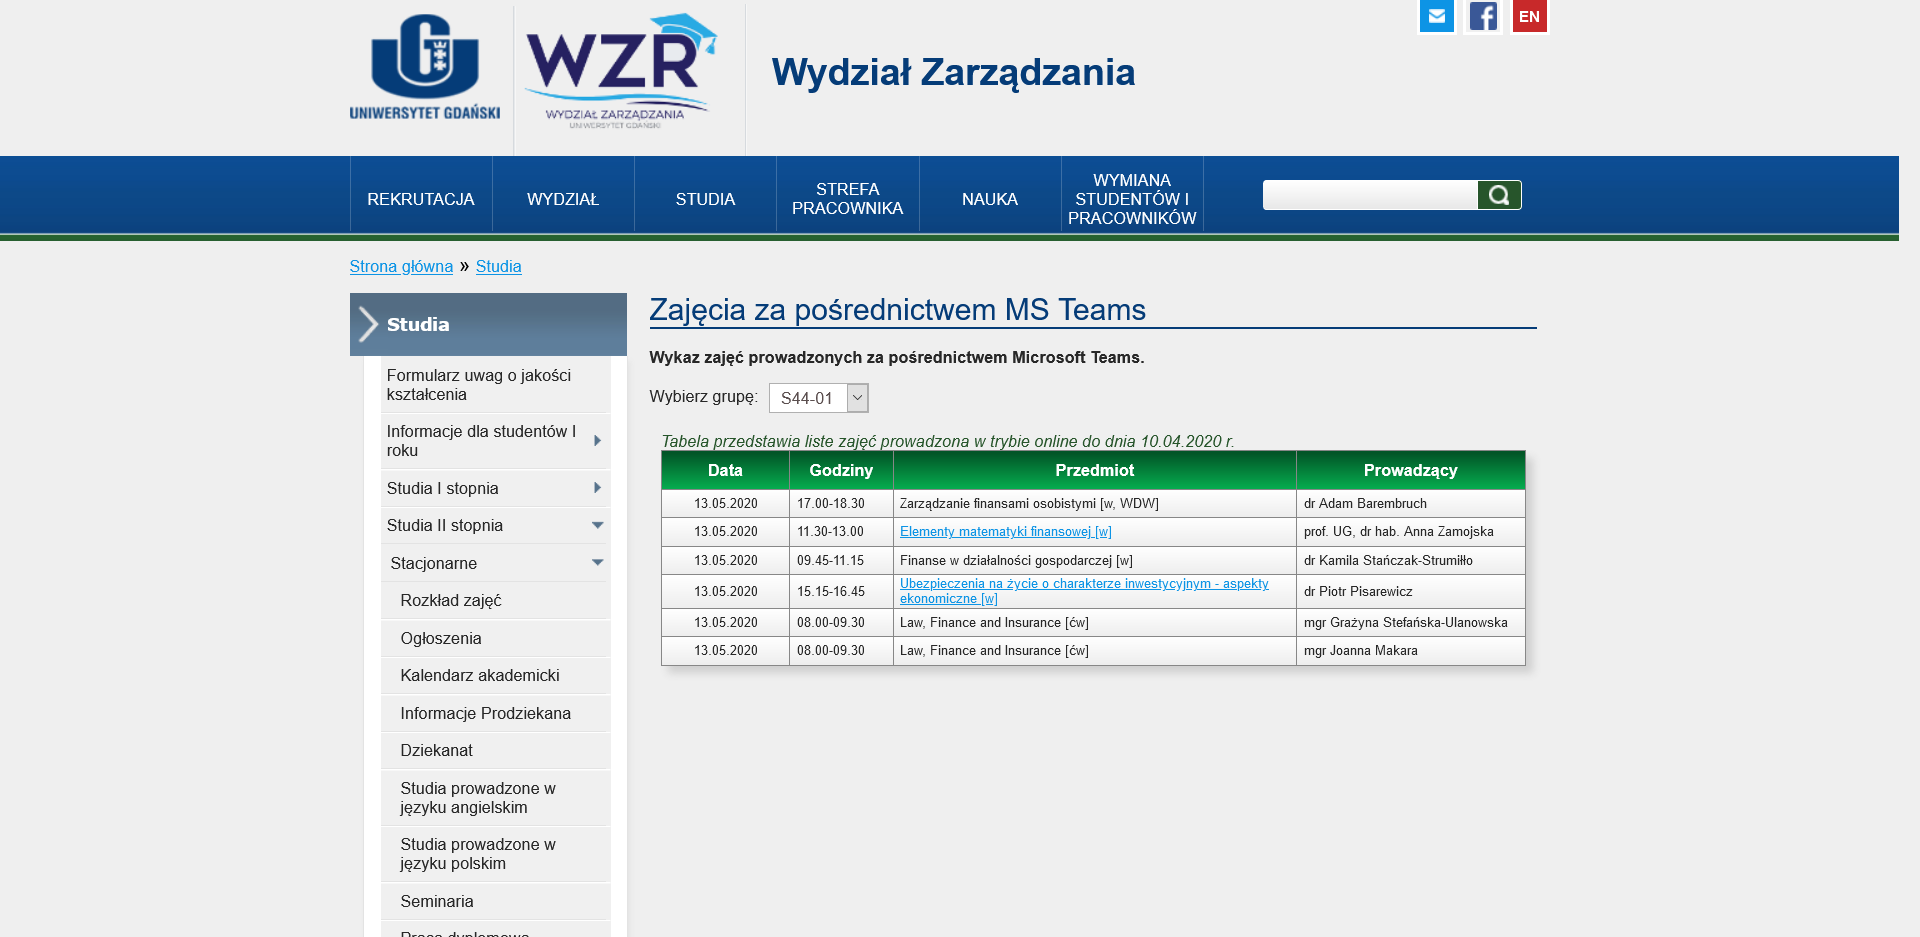 UNIWERSYTET GDAŃSKI
WZR
WYDZIAŁ ZARZĄDZANIA
UNIWERSYTET GDAŃSKI
Wydział Zarządzania
EN
REKRUTACJA
WYDZIAŁ
STUDIA
STREFA
PRACOWNIKA
NAUKA
WYMIANA
STUDENTÓW I
PRACOWNIKÓW
Strona główna » Studia
Studia
Formularz uwag o jakości
kształcenia
Informacje dla studentów I
roku
Studia I stopnia
Studia II stopnia
Stacjonarne
Rozkład zajęć
Ogłoszenia
Kalendarz akademicki
Informacje Prodziekana
Dziekanat
Studia prowadzone w
języku angielskim
Studia prowadzone w
języku polskim
Seminaria
Zajęcia za pośrednictwem MS Teams
Wykaz zajęć prowadzonych za pośrednictwem Microsoft Teams.
Wybierz grupę: S44-01
Tabela przedstawia liste zajęć prowadzona w trybie online do dnia 10.04.2020 r.
Data Godziny Przedmiot Prowadzący
13.05.2020 17.00-18.30 Zarządzanie finansami osobistymi [w, WDW] dr Adam Barembruch
13.05.2020 11.30-13.00 Elementy matematyki finansowej [w] prof. UG, dr hab. Anna Zamojska
13.05.2020 09.45-11.15 Finanse w działalności gospodarczej [w] dr Kamila Stańczak-Strumiłło
13.05.2020 15.15-16.45 Ubezpieczenia na życie o charakterze inwestycyjnym - aspekty
ekonomiczne [w] dr Piotr Pisarewicz
13.05.2020 08.00-09.30 Law, Finance and Insurance [ćw] mgr Grażyna Stefańska-Ulanowska
13.05.2020 08.00-09.30 Law, Finance and Insurance [ćw] mgr Joanna Makara